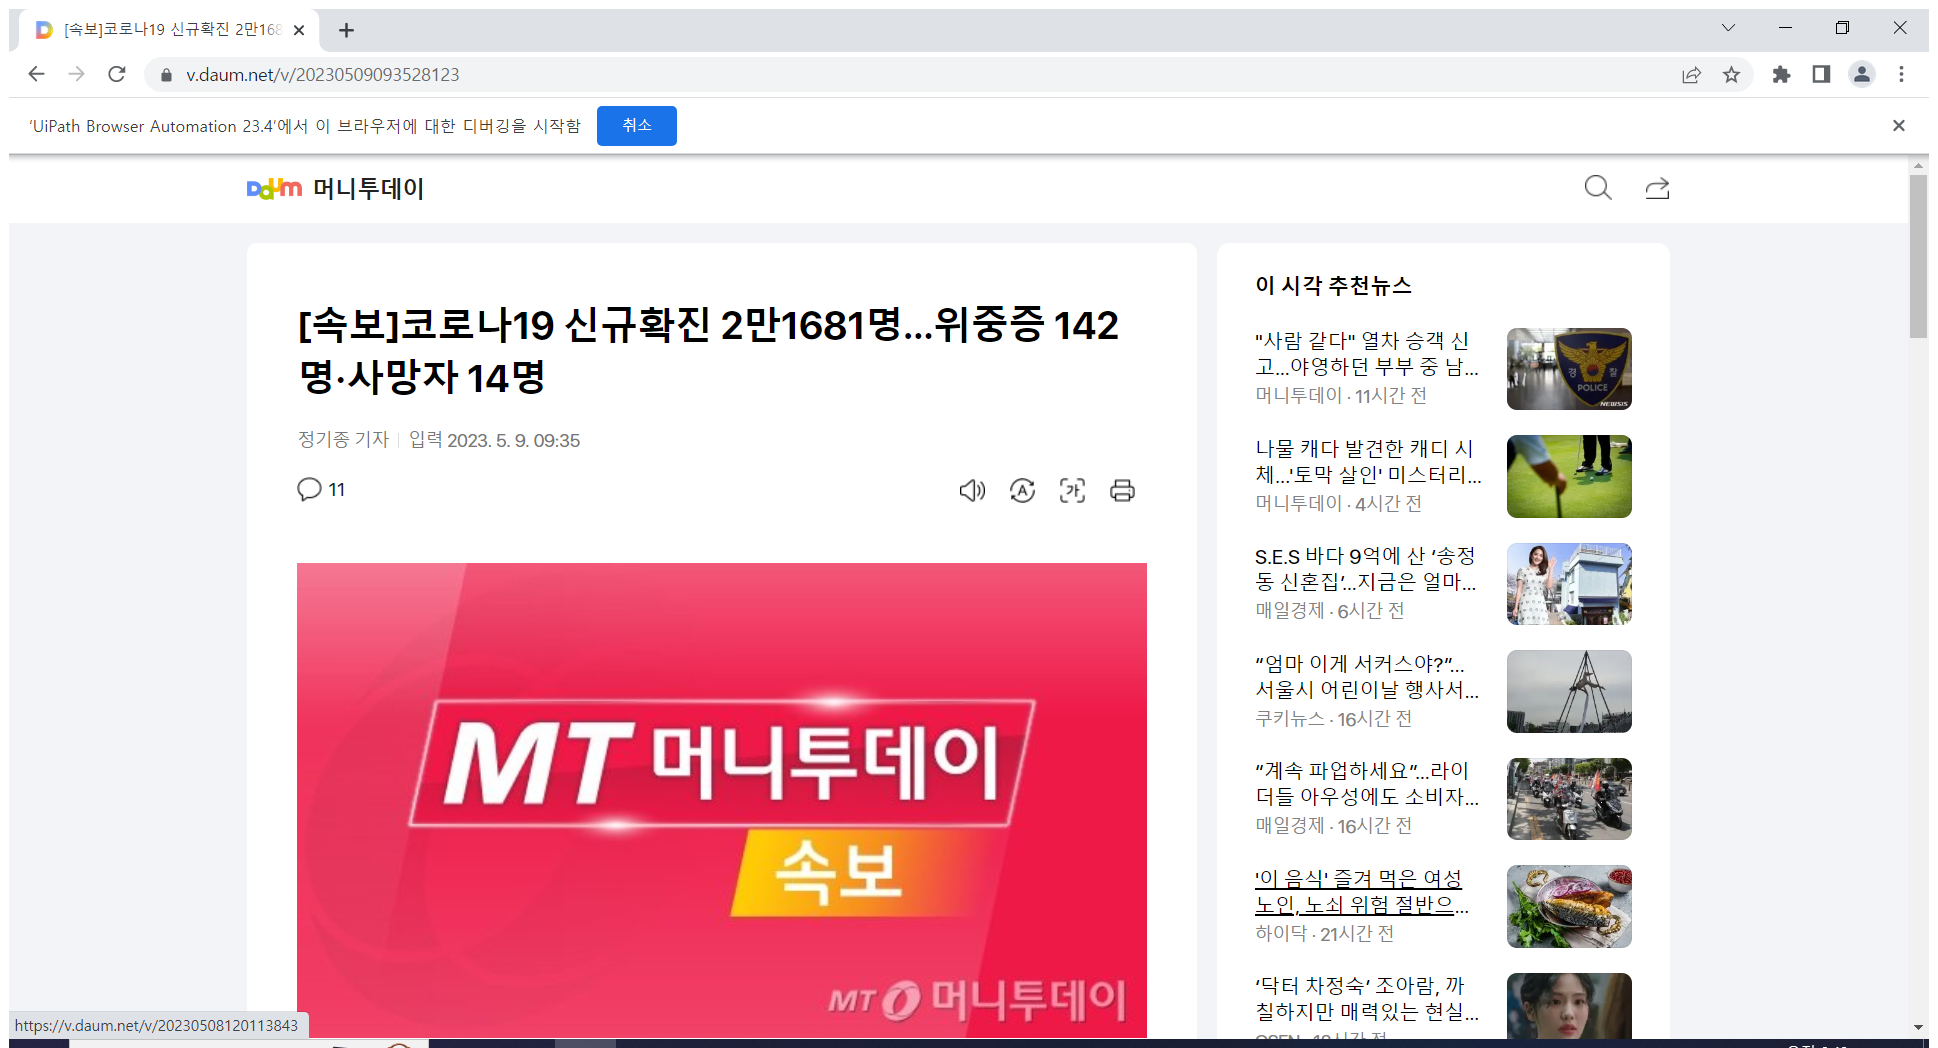 [속보]코로나19 신규확진 2만168
v.daum.net/v/20230509093528123
'UiPath Browser Automation 23.4'에서 이 브라우저에 대한 디버깅을 시작함
취소
Daum 머니투데이
[속보]코로나19 신규확진 2만1681명...위중증 142
명·사망자 14명
정기종 기자
입력 2023. 5. 9. 09:35
11
가
MT 머니투데이
속보
MT 머니투데이
이 시각 추천뉴스
"사람 같다" 열차 승객 신
고...야영하던 부부 중 남...
머니투데이 · 11시간 전
경찰
POLICE
NEWSIS
나물 캐다 발견한 캐디 시
체...'토막 살인' 미스터리...
머니투데이 · 4시간 전
S.E.S 바다 9억에 산 '송정
동 신혼집'...지금은 얼마...
매일경제 · 6시간 전
"엄마 이게 서커스야?"...
서울시 어린이날 행사서...
쿠키뉴스 · 16시간 전
"계속 파업하세요"...라이
더들 아우성에도 소비자...
매일경제 · 16시간 전
'이 음식' 즐겨 먹은 여성
노인, 노쇠 위험 절반으...
하이닥 · 21시간 전
'닥터 차정숙' 조아람, 까
칠하지만 매력있는 현실...
https://v.daum.net/v/20230508120113843